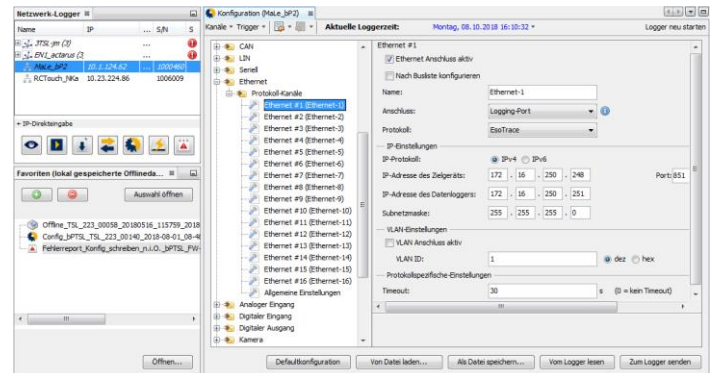 Netzwerk-Logger
Name IP S/N S
JTSL-jm (3) ...
EN1_actarus (3 ...
MaLe_bP2 10.1.124.62 ... 1000460
RCTouch_NKa 10.23.224.86 1006009
IP-Direkteingabe
Favoriten (lokal gespeicherte Offlineda...
Auswahl öffnen
Offline_TSL_223_00058_20180516_115759_2018
Config_bPTSL_TSL_223_00140_2018-08-01_08-4
Fehlerreport_Konfig_schreiben_n.i.O._bPTSL_FW-
Öffnen...
Konfiguration (MaLe_bP2)
Kanäle Trigger Aktuelle Loggerzeit: Montag, 08.10.2018 16:10:32 Logger neu starten
CAN
LIN
Seriell
Ethernet
Protokoll-Kanäle
Ethernet #1 (Ethernet-1)
Ethernet #2 (Ethernet-2)
Ethernet #3 (Ethernet-3)
Ethernet #4 (Ethernet-4)
Ethernet #5 (Ethernet-5)
Ethernet #6 (Ethernet-6)
Ethernet #7 (Ethernet-7)
Ethernet #8 (Ethernet-8)
Ethernet #9 (Ethernet-9)
Ethernet #10 (Ethernet-10)
Ethernet #11 (Ethernet-11)
Ethernet #12 (Ethernet-12)
Ethernet #13 (Ethernet-13)
Ethernet #14 (Ethernet-14)
Ethernet #15 (Ethernet-15)
Ethernet #16 (Ethernet-16)
Allgemeine Einstellungen
Analoger Eingang
Digitaler Eingang
Digitaler Ausgang
Kamera
Ethernet #1
Ethernet Anschluss aktiv
Nach Busliste konfigurieren
Name: Ethernet-1
Anschluss: Logging-Port
Protokoll: EsoTrace
IP-Einstellungen
IP-Protokoll: IPv4 IPv6
IP-Adresse des Zielgeräts: 172 . 16 . 250 . 248 Port: 851
IP-Adresse des Datenloggers: 172 . 16 . 250 . 251
Subnetzmaske: 255 . 255 . 255 . 0
VLAN-Einstellungen
VLAN Anschluss aktiv
VLAN ID: 1 dez hex
Protokollspezifische-Einstellungen
Timeout: 30 s (0 = kein Timeout)
Defaultkonfiguration Von Datei laden... Als Datei speichern... Vom Logger lesen Zum Logger senden